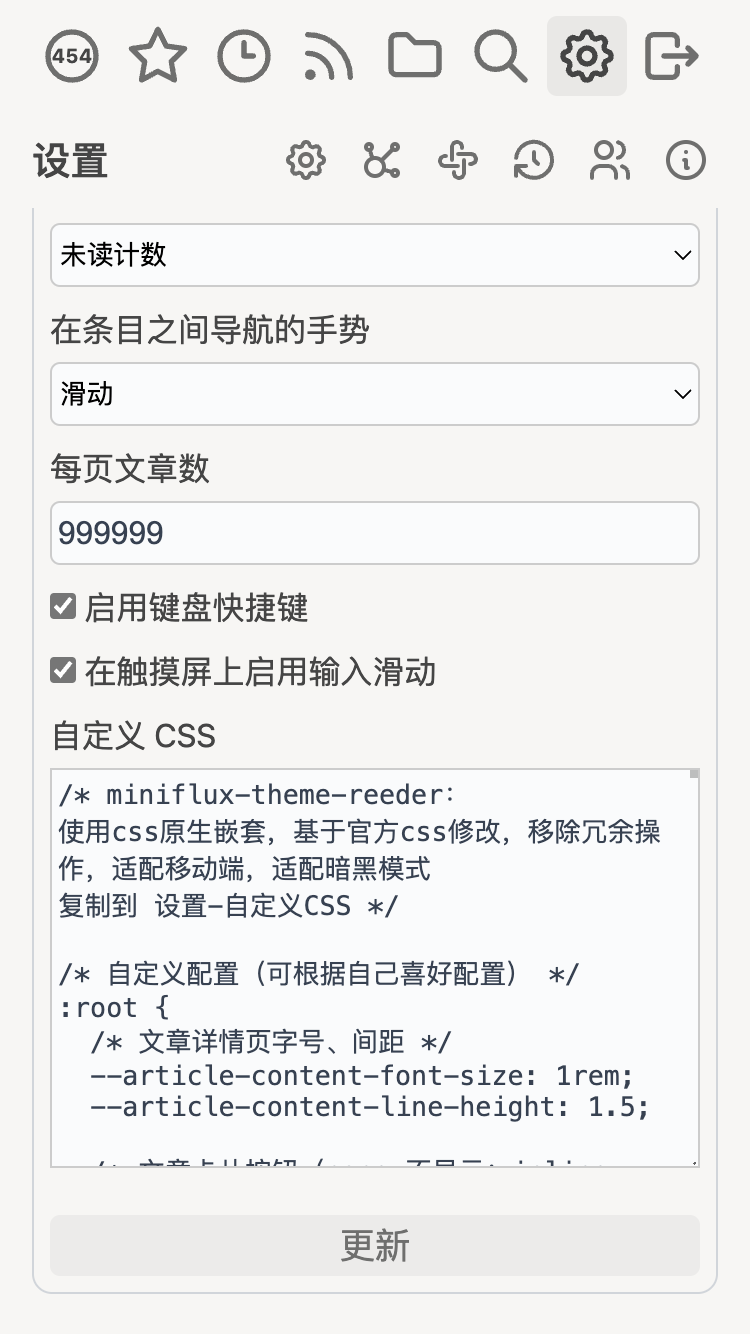 454
设置
未读计数
在条目之间导航的手势
滑动
每页文章数
999999
启用键盘快捷键
在触摸屏上启用输入滑动
自定义 CSS
/* miniflux-theme-reeder:
使用css原生嵌套，基于官方css修改，移除冗余操
作，适配移动端，适配暗黑模式
复制到 设置-自定义CSS */
/* 自定义配置（可根据自己喜好配置） */
:root {
/* 文章详情页字号、间距 */
--article-content-font-size: 1rem;
--article-content-line-height: 1.5;
更新